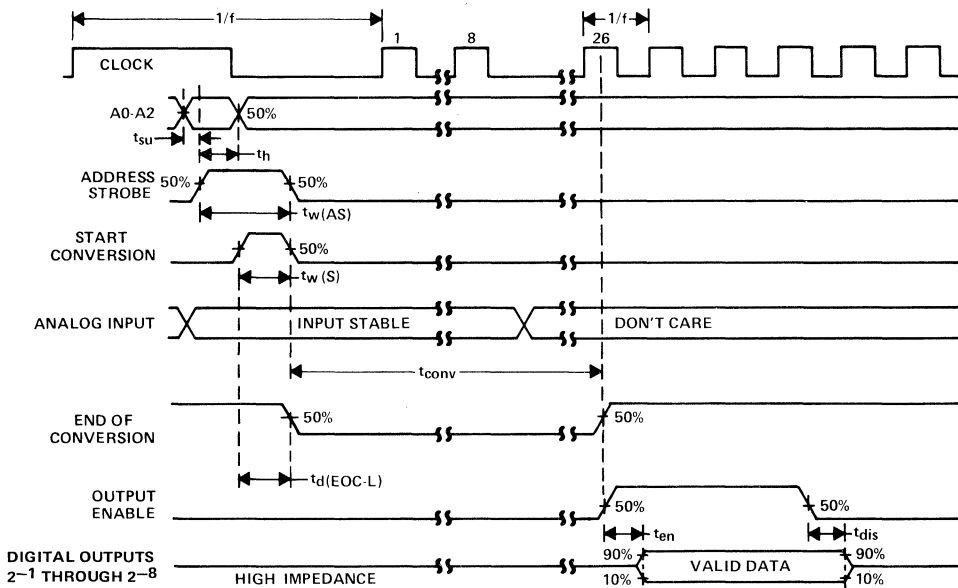 1/f
1/f
1
8
26
CLOCK
A0-A2
50%
tsu
th
ADDRESS
STROBE
50%
50%
tw(AS)
START
CONVERSION
50%
tw(S)
ANALOG INPUT
INPUT STABLE
DON'T CARE
tconv
END OF
CONVERSION
50%
50%
td(EOC-L)
OUTPUT
ENABLE
50%
50%
ten
tdis
DIGITAL OUTPUTS
2−1 THROUGH 2−8
HIGH IMPEDANCE
90%
VALID DATA
90%
10%
10%